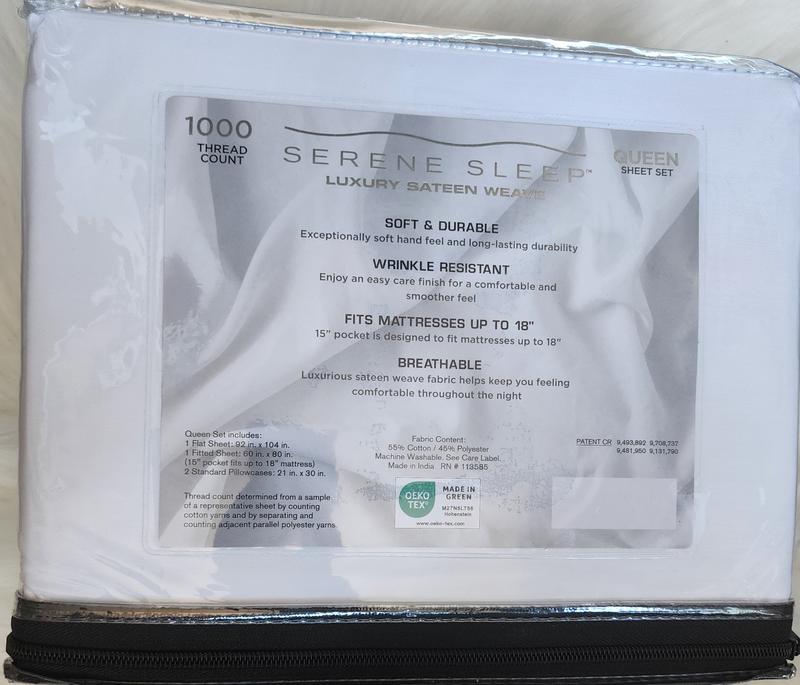 1000
THREAD
COUNT
SERENE SLEEP™
LUXURY SATEEN WEAVE
QUEEN
SHEET SET
SOFT & DURABLE
Exceptionally soft hand feel and long-lasting durability
WRINKLE RESISTANT
Enjoy an easy care finish for a comfortable and
smoother feel
FITS MATTRESSES UP TO 18"
15" pocket is designed to fit mattresses up to 18"
BREATHABLE
Luxurious sateen weave fabric helps keep you feeling
comfortable throughout the night
Queen Set includes:
1 Flat Sheet: 92 in. x 104 in.
1 Fitted Sheet: 60 in. x 80 in.
(15" pocket fits up to 18" mattress)
2 Standard Pillowcases: 21 in. x 30 in.
Thread count determined from a sample
of a representative sheet by counting
cotton yarns and by separating and
counting adjacent parallel polyester yarns.
Fabric Content:
55% Cotton / 45% Polyester
Machine Washable. See Care Label.
Made in India RN # 113585
OEKO
TEX®
MADE IN
GREEN
M27NSLTS6
Hohenstein
www.oeko-tex.com
PATENT CR 9,493,892 9,708,737
9,481,950 9,131,790